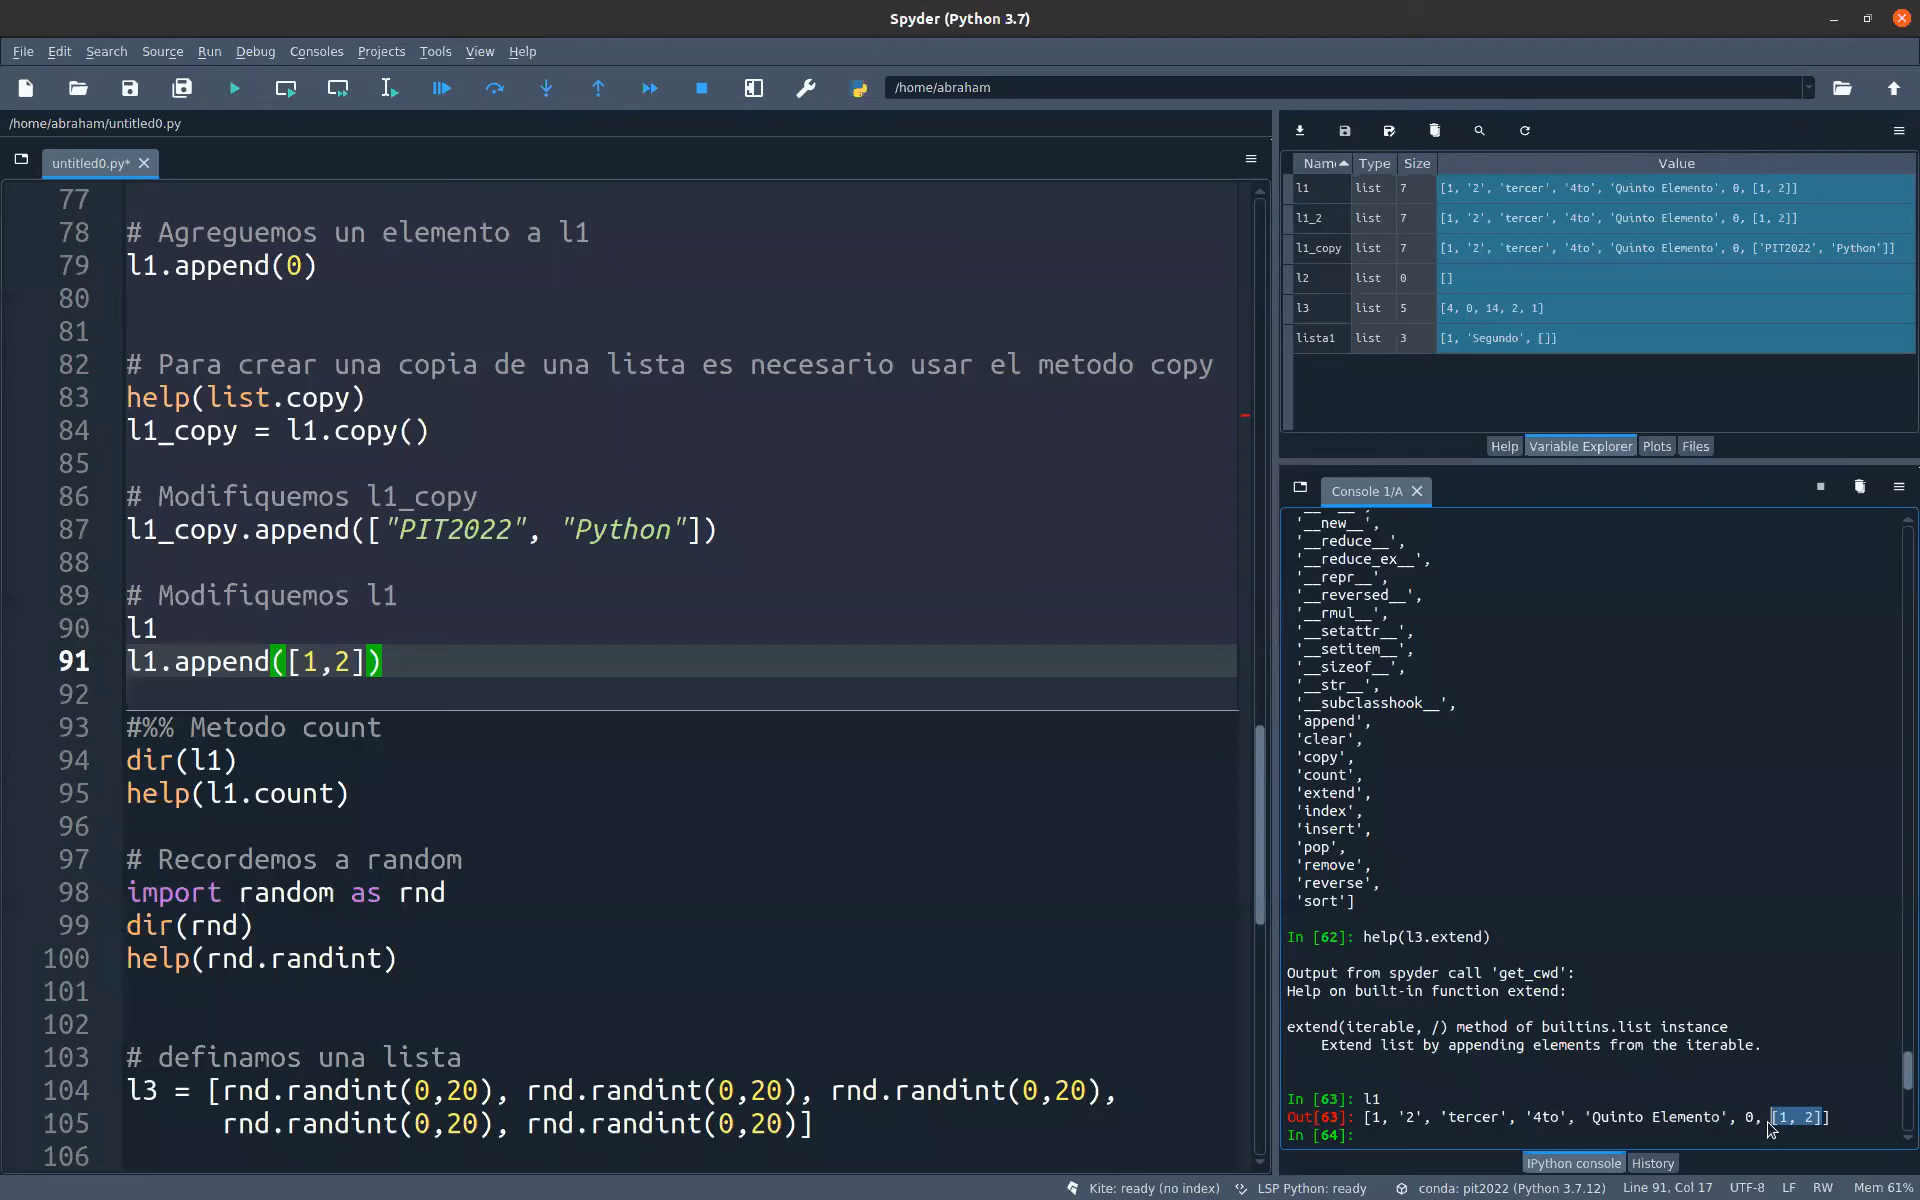 Spyder (Python 3.7)
File Edit Search Source Run Debug Consoles Projects Tools View Help
/home/abraham
/home/abraham/untitled0.py
untitled0.py*
77
78 # Agreguemos un elemento a l1
79 l1.append(0)
80
81
82 # Para crear una copia de una lista es necesario usar el metodo copy
83 help(list.copy)
84 l1_copy = l1.copy()
85
86 # Modifiquemos l1_copy
87 l1_copy.append(["PIT2022", "Python"])
88
89 # Modifiquemos l1
90 l1
91 l1.append([1,2])
92
93 #%% Metodo count
94 dir(l1)
95 help(l1.count)
96
97 # Recordemos a random
98 import random as rnd
99 dir(rnd)
100 help(rnd.randint)
101
102
103 # definamos una lista
104 l3 = [rnd.randint(0,20), rnd.randint(0,20), rnd.randint(0,20),
105 rnd.randint(0,20), rnd.randint(0,20)]
106
Name Type Size Value
l1 list 7 [1, '2', 'tercer', '4to', 'Quinto Elemento', 0, [1, 2]]
l1_2 list 7 [1, '2', 'tercer', '4to', 'Quinto Elemento', 0, [1, 2]]
l1_copy list 7 [1, '2', 'tercer', '4to', 'Quinto Elemento', 0, ['PIT2022', 'Python']]
l2 list 0 []
l3 list 5 [4, 0, 14, 2, 1]
lista1 list 3 [1, 'Segundo', []]
Help Variable Explorer Plots Files
Console 1/A
'__new__',
'__reduce__',
'__reduce_ex__',
'__repr__',
'__reversed__',
'__rmul__',
'__setattr__',
'__setitem__',
'__sizeof__',
'__str__',
'__subclasshook__',
'append',
'clear',
'copy',
'count',
'extend',
'index',
'insert',
'pop',
'remove',
'reverse',
'sort']
In [62]: help(l3.extend)
Output from spyder call 'get_cwd':
Help on built-in function extend:
extend(iterable, /) method of builtins.list instance
Extend list by appending elements from the iterable.
In [63]: l1
Out[63]: [1, '2', 'tercer', '4to', 'Quinto Elemento', 0, [1, 2]]
In [64]:
IPython console History
Kite: ready (no index) LSP Python: ready conda: pit2022 (Python 3.7.12) Line 91, Col 17 UTF-8 LF RW Mem 61%